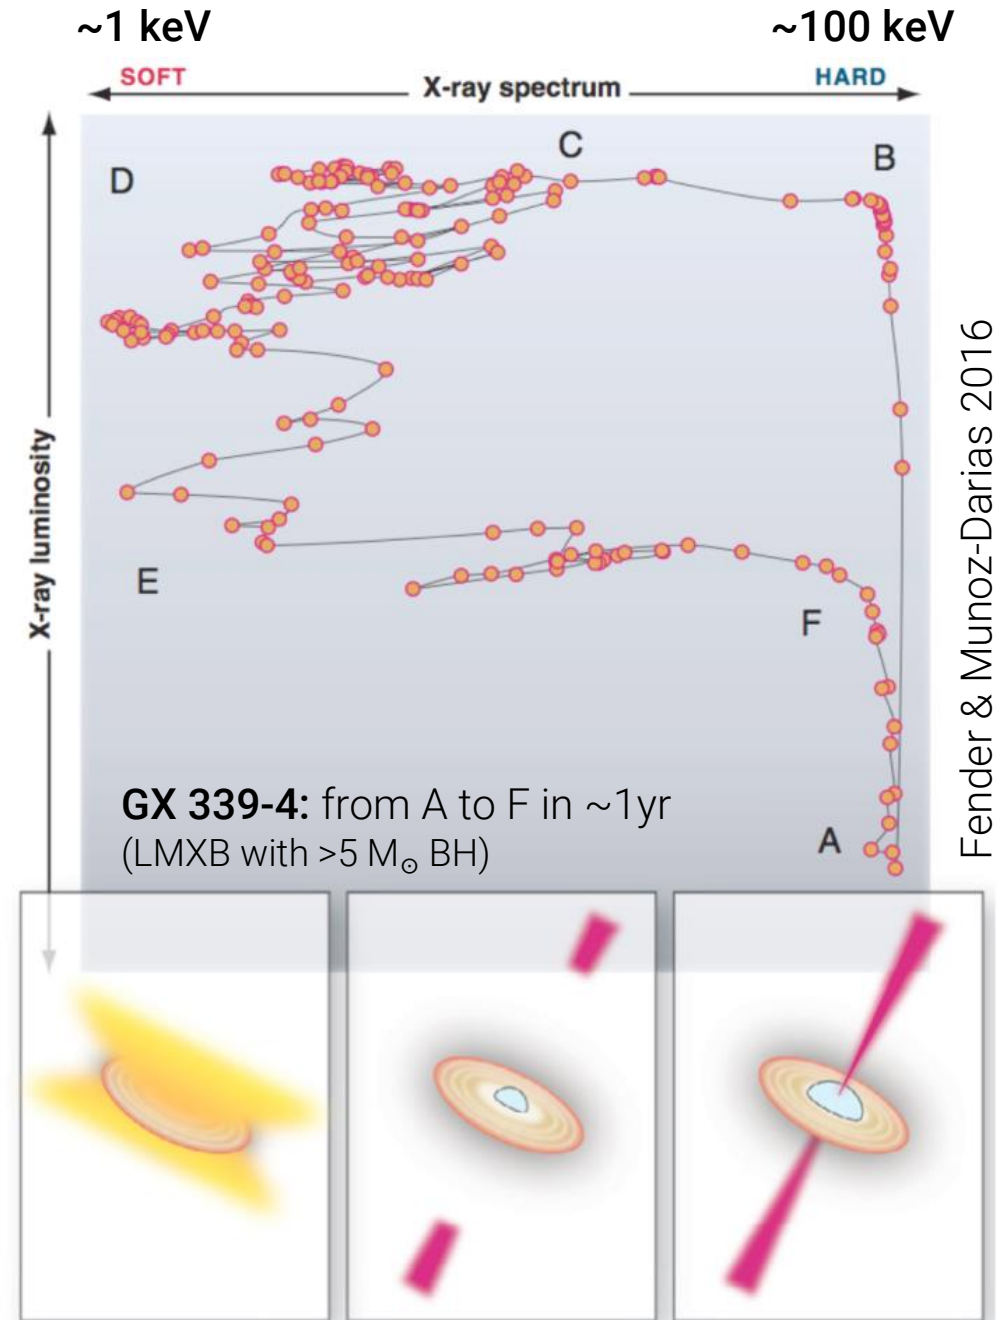 ~1 keV ~100 keV
SOFT HARD
X-ray spectrum
C
B
D
X-ray luminosity
E
F
Fender & Munoz-Darias 2016
GX 339-4: from A to F in ~1yr
A
(LMXB with >5 M☉ BH)